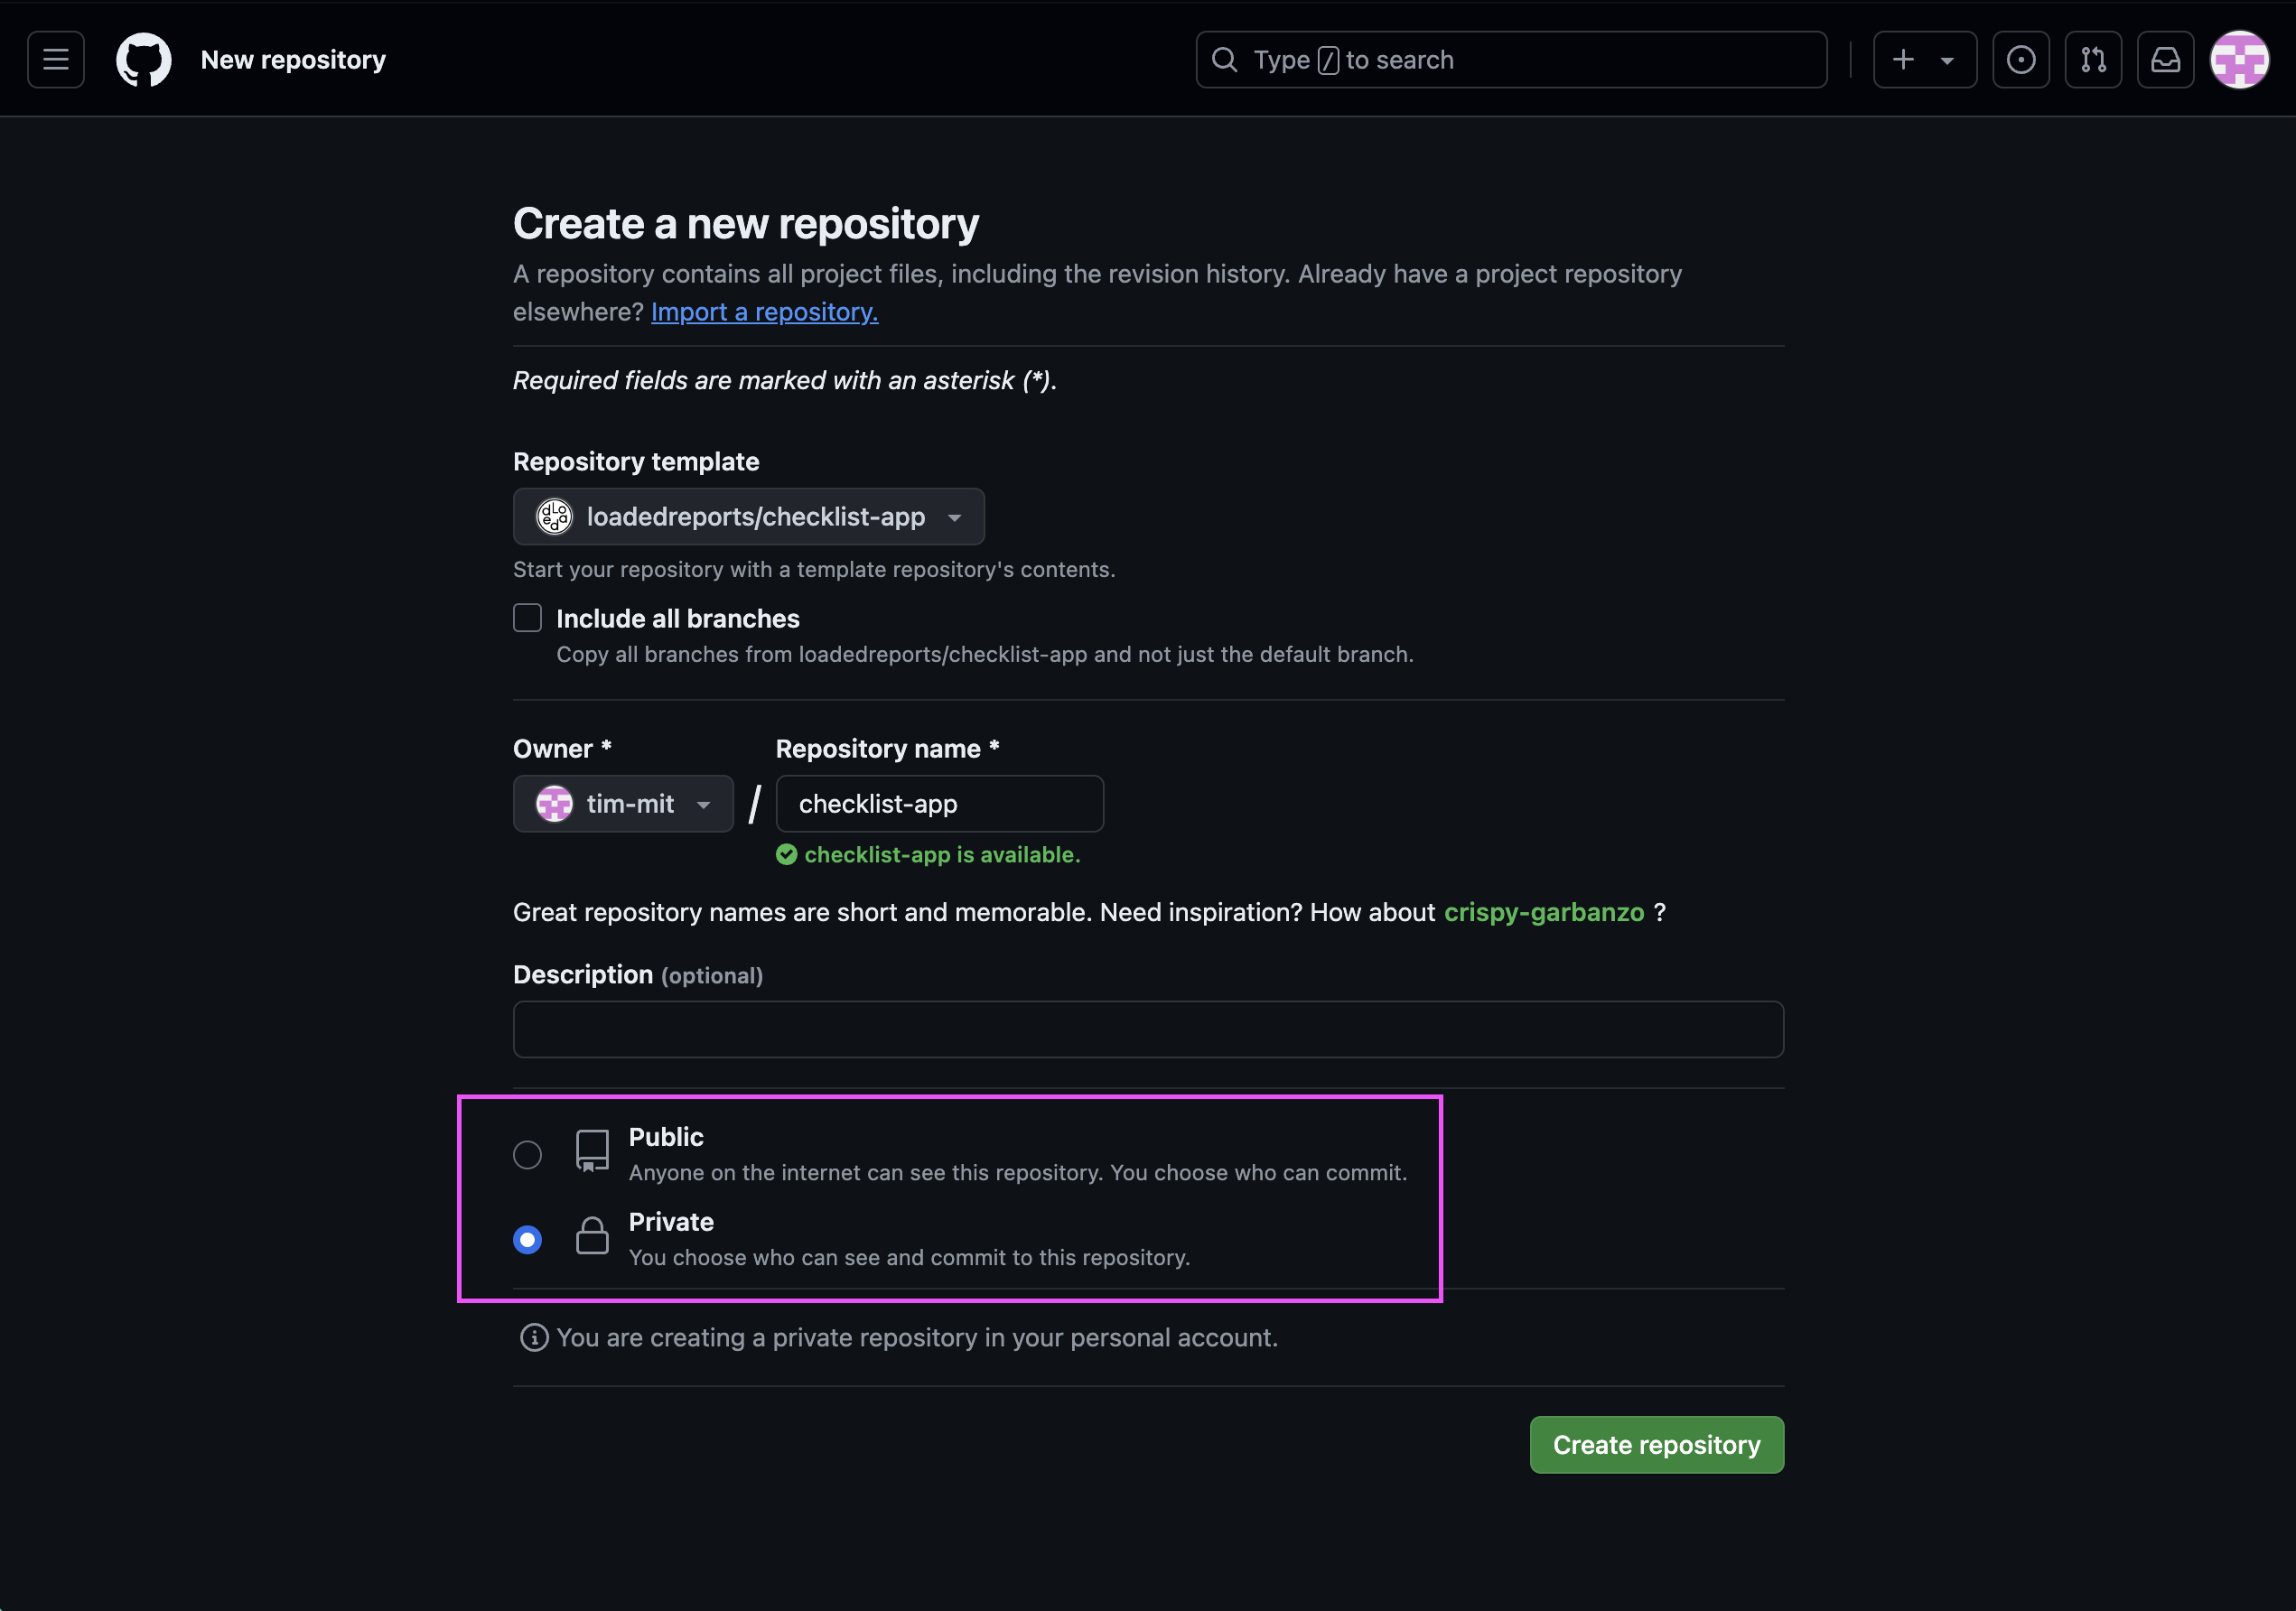 New repository
Type / to search
Create a new repository
A repository contains all project files, including the revision history. Already have a project repository
elsewhere? Import a repository.
Required fields are marked with an asterisk (*).
Repository template
loadedreports/checklist-app
Start your repository with a template repository's contents.
Include all branches
Copy all branches from loadedreports/checklist-app and not just the default branch.
Owner *
Repository name *
tim-mit / checklist-app
checklist-app is available.
Great repository names are short and memorable. Need inspiration? How about crispy-garbanzo ?
Description (optional)
Public
Anyone on the internet can see this repository. You choose who can commit.
Private
You choose who can see and commit to this repository.
You are creating a private repository in your personal account.
Create repository